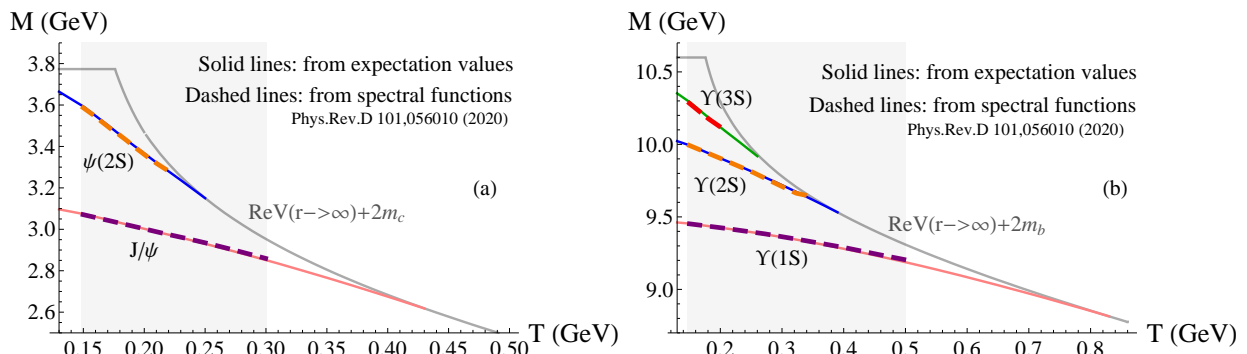 M (GeV)
3.8
3.6
3.4
3.2
3.0
2.8
2.6
Solid lines: from expectation values
Dashed lines: from spectral functions
Phys.Rev.D 101,056010 (2020)
ψ(2S)
(a)
ReV(r->∞)+2m_c
J/ψ
0.15 0.20 0.25 0.30 0.35 0.40 0.45 0.50
T (GeV)
M (GeV)
10.5
10.0
9.5
9.0
Solid lines: from expectation values
Υ(3S)
Dashed lines: from spectral functions
Phys.Rev.D 101,056010 (2020)
Υ(2S)
(b)
ReV(r->∞)+2m_b
Υ(1S)
0.2 0.3 0.4 0.5 0.6 0.7 0.8
T (GeV)